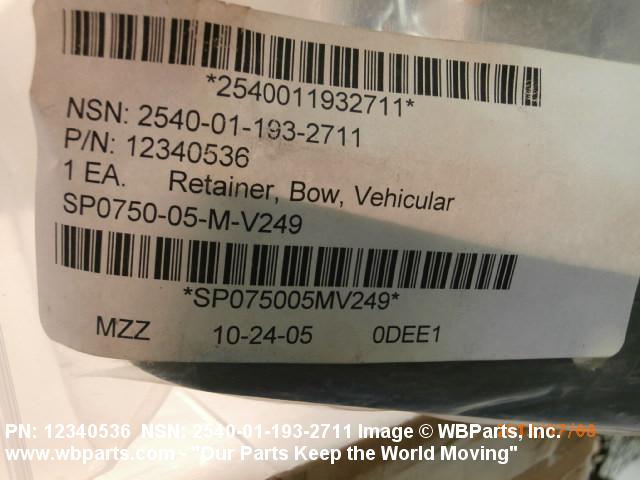 *2540011932711*
NSN: 2540-01-193-2711
P/N: 12340536
1 EA. Retainer, Bow, Vehicular
SP0750-05-M-V249
*SP075005MV249*
MZZ 10-24-05 0DEE1
PN: 12340536 NSN: 2540-01-193-2711 Image © WBParts, Inc.
www.wbparts.com - "Our Parts Keep the World Moving"